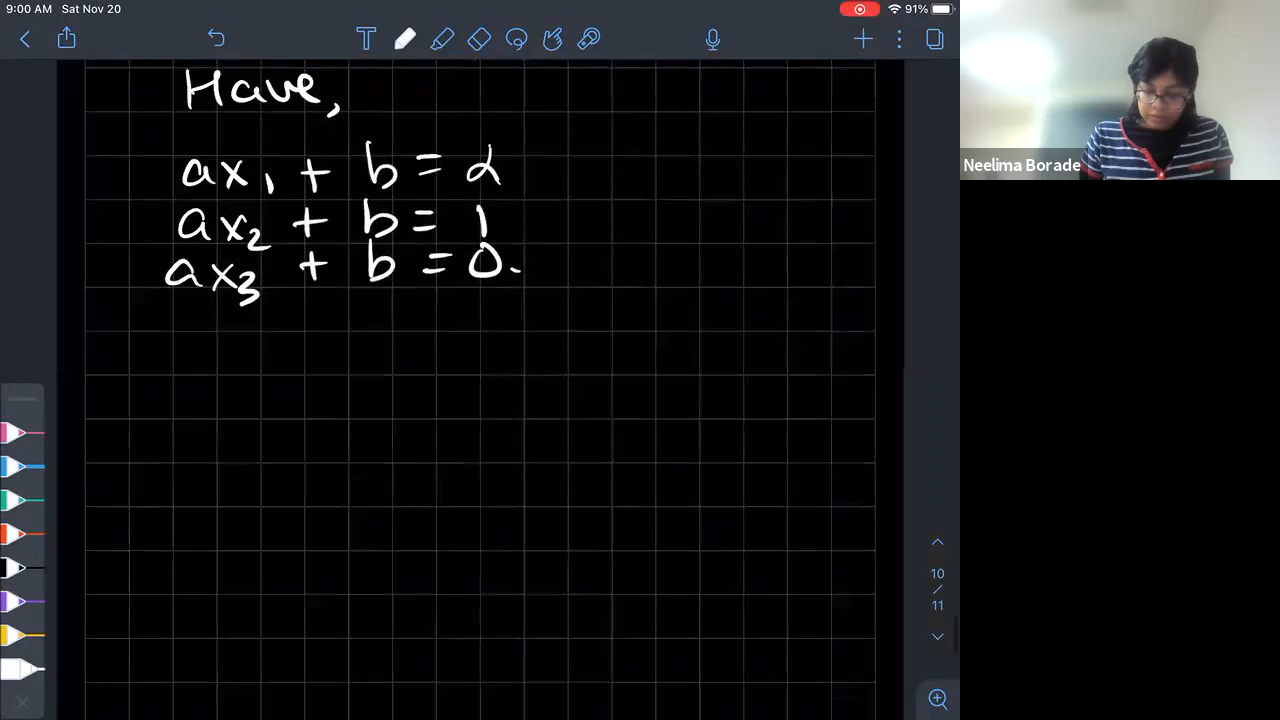 9:00 AM Sat Nov 20
91%
T
Have,
ax₁ + b = α
ax₂ + b = 1
ax₃ + b = 0.
Neelima Borade
10
/
11